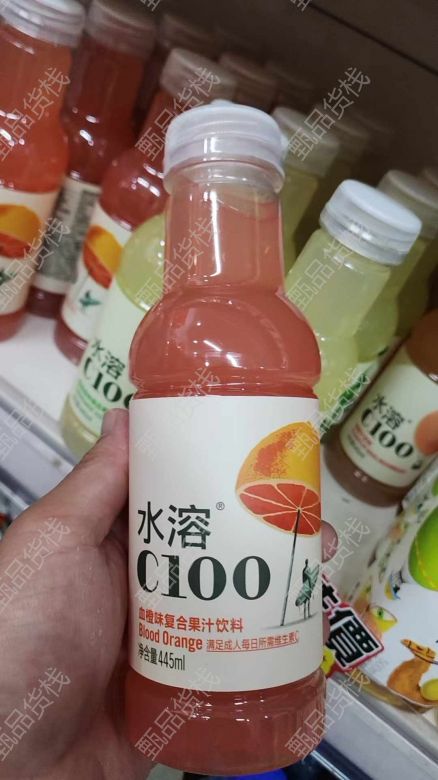 水溶®
C100
血橙味复合果汁饮料
Blood Orange 满足成人每日所需维生素C
净含量445ml
水溶
C100
水溶
C100
價
甄品货栈